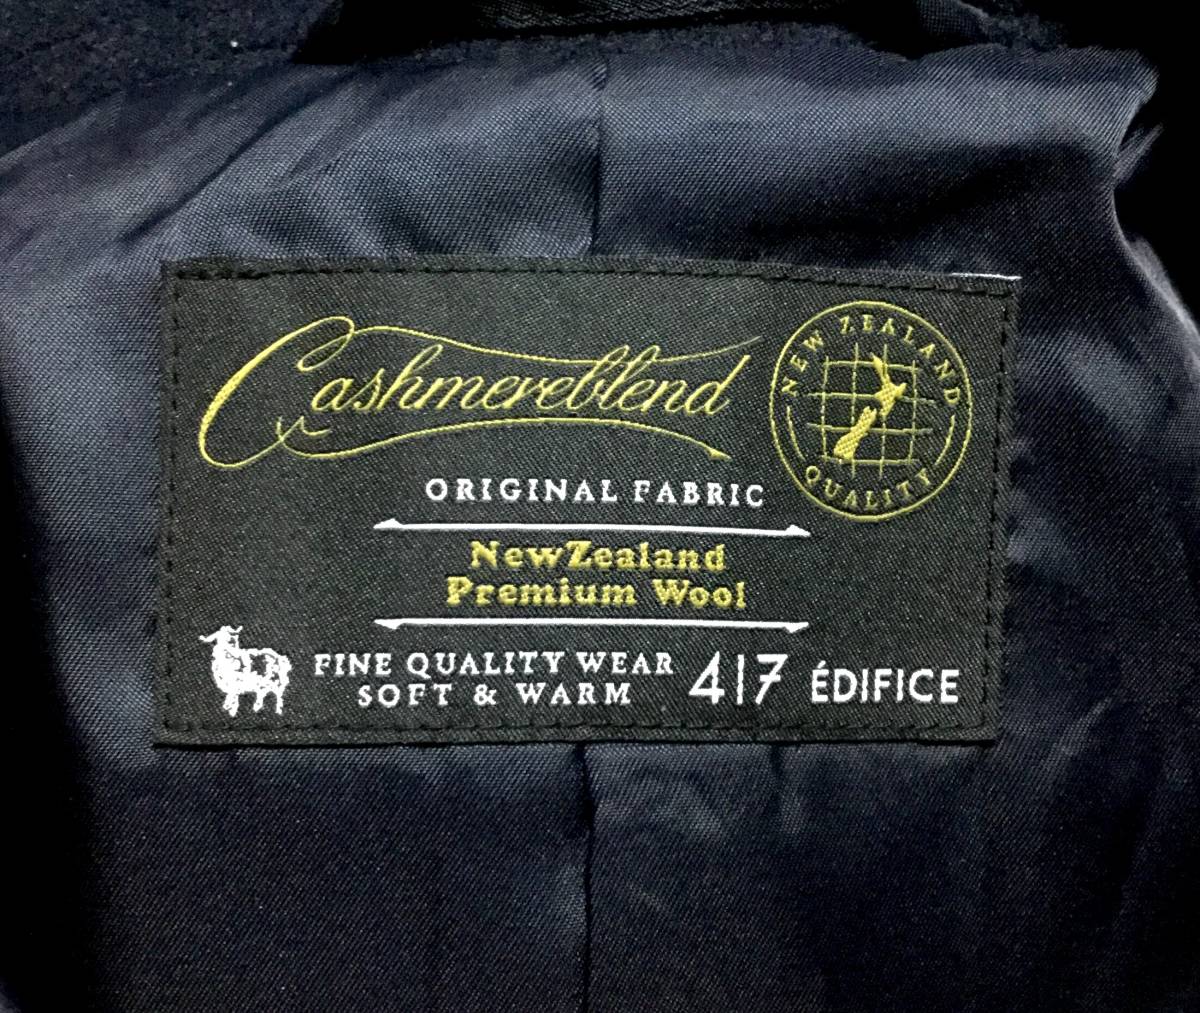 Cashmereblend
NEW ZEALAND
QUALITY
ORIGINAL FABRIC
NewZealand
Premium Wool
FINE QUALITY WEAR
SOFT & WARM
417 ÉDIFICE